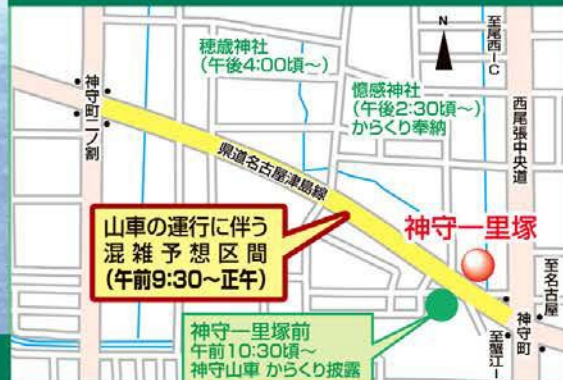 穂歳神社
(午後4:00頃～)
至尾西IC
N
憶感神社
(午後2:30頃～)
からくり奉納
神守町二ノ割
西尾張中央道
県道名古屋津島線
山車の運行に伴う
混雑予想区間
(午前9:30～正午)
神守一里塚
至名古屋
神守町
至蟹江I
神守一里塚前
午前10:30頃～
神守山車 からくり披露